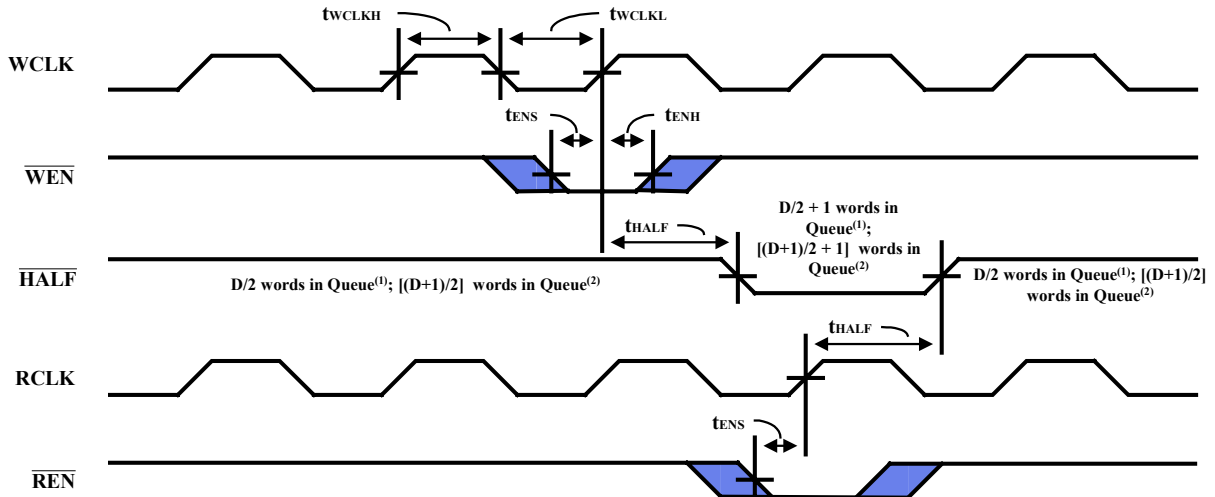 tWCLKH
tWCLKL
WCLK
tENS
tENH
WEN
tHALF
D/2 + 1 words in
Queue(1);
[(D+1)/2 + 1] words in
Queue(2)
HALF
D/2 words in Queue(1); [(D+1)/2] words in Queue(2)
D/2 words in Queue(1); [(D+1)/2]
words in Queue(2)
tHALF
RCLK
tENS
REN